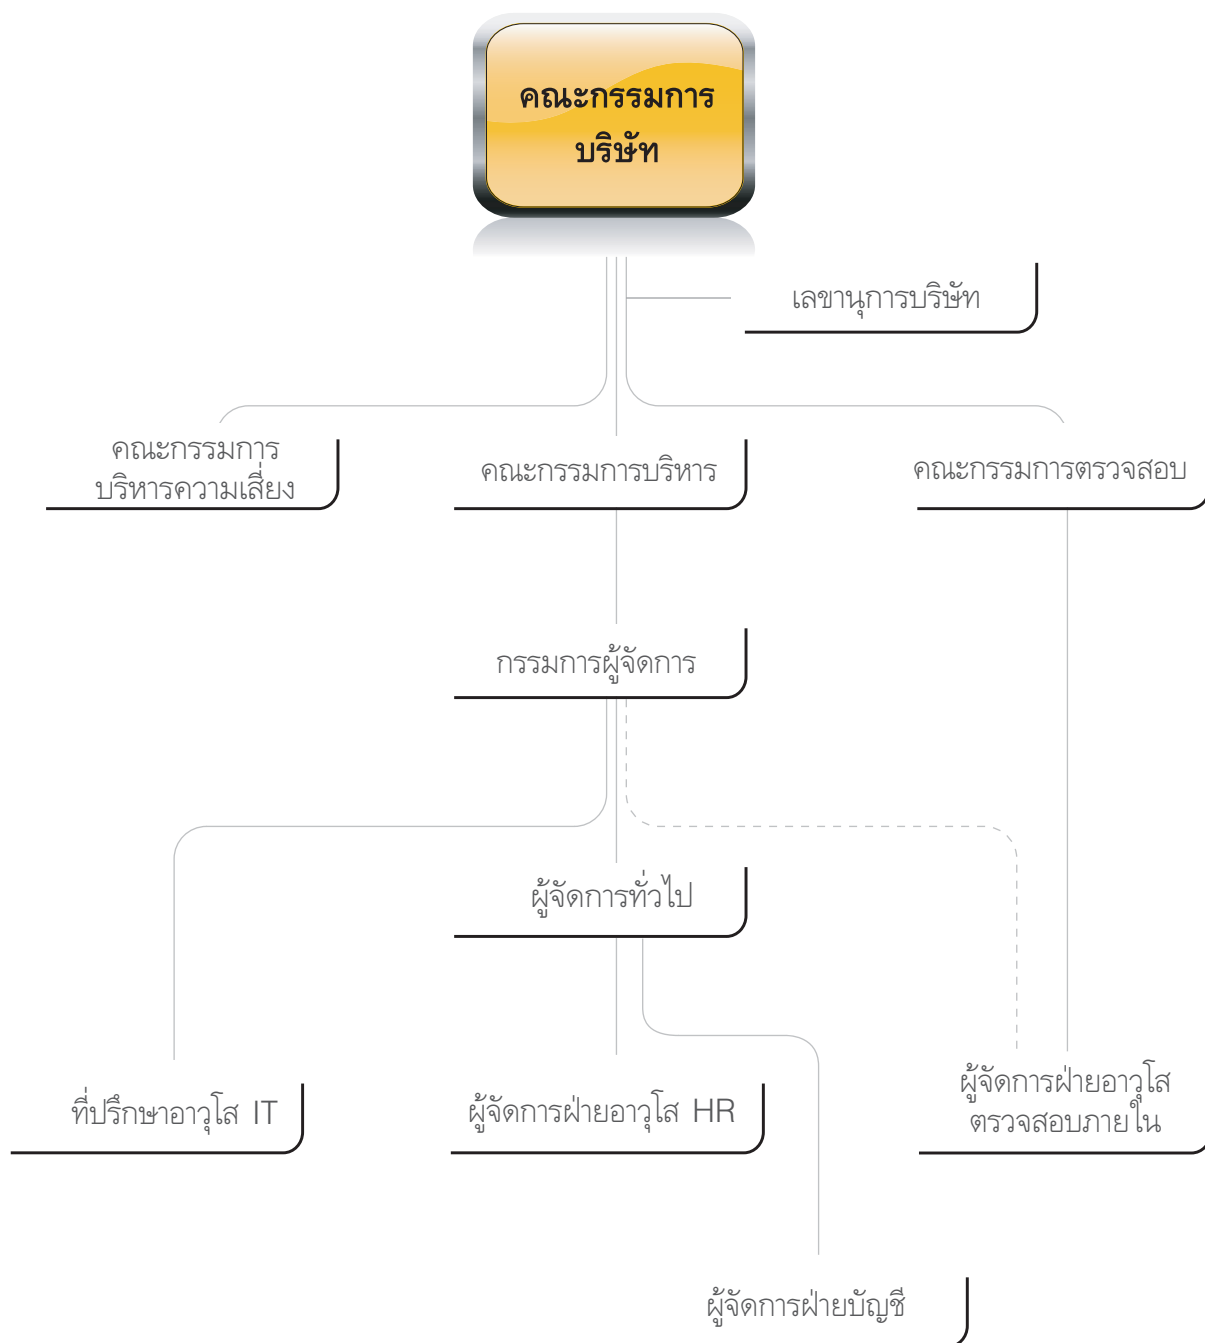 คณะกรรมการ
บริษัท
เลขานุการบริษัท
คณะกรรมการ
บริหารความเสี่ยง
คณะกรรมการบริหาร
คณะกรรมการตรวจสอบ
กรรมการผู้จัดการ
ผู้จัดการทั่วไป
ที่ปรึกษาอาวุโส IT
ผู้จัดการฝ่ายอาวุโส HR
ผู้จัดการฝ่ายอาวุโส
ตรวจสอบภายใน
ผู้จัดการฝ่ายบัญชี